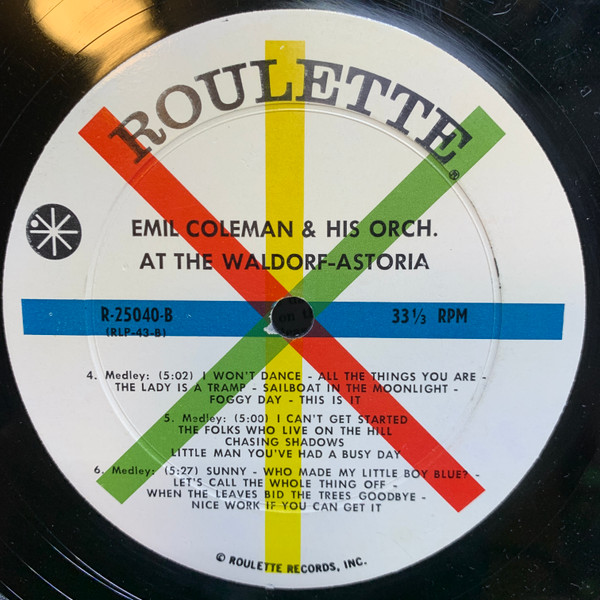 ROULETTE®
EMIL COLEMAN & HIS ORCH.
AT THE WALDORF-ASTORIA
R-25040-B
33 1/3 RPM
(RLP-43-B)
4. Medley: (5:02) I WON'T DANCE - ALL THE THINGS YOU ARE -
THE LADY IS A TRAMP - SAILBOAT IN THE MOONLIGHT -
FOGGY DAY - THIS IS IT
5. Medley: (5:00) I CAN'T GET STARTED
THE FOLKS WHO LIVE ON THE HILL
CHASING SHADOWS
LITTLE MAN YOU'VE HAD A BUSY DAY
6. Medley: (5:27) SUNNY - WHO MADE MY LITTLE BOY BLUE? -
LET'S CALL THE WHOLE THING OFF -
WHEN THE LEAVES BID THE TREES GOODBYE -
NICE WORK IF YOU CAN GET IT
© ROULETTE RECORDS, INC.